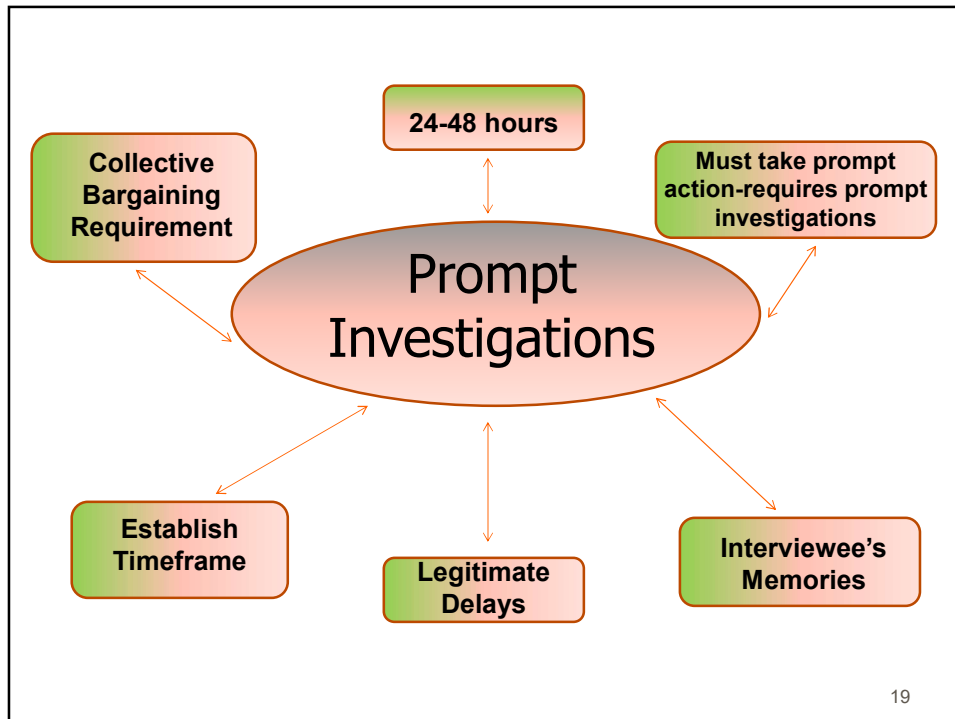 24-48 hours
Collective
Bargaining
Requirement
Must take prompt
action-requires prompt
investigations
Prompt
Investigations
Establish
Timeframe
Legitimate
Delays
Interviewee’s
Memories
19